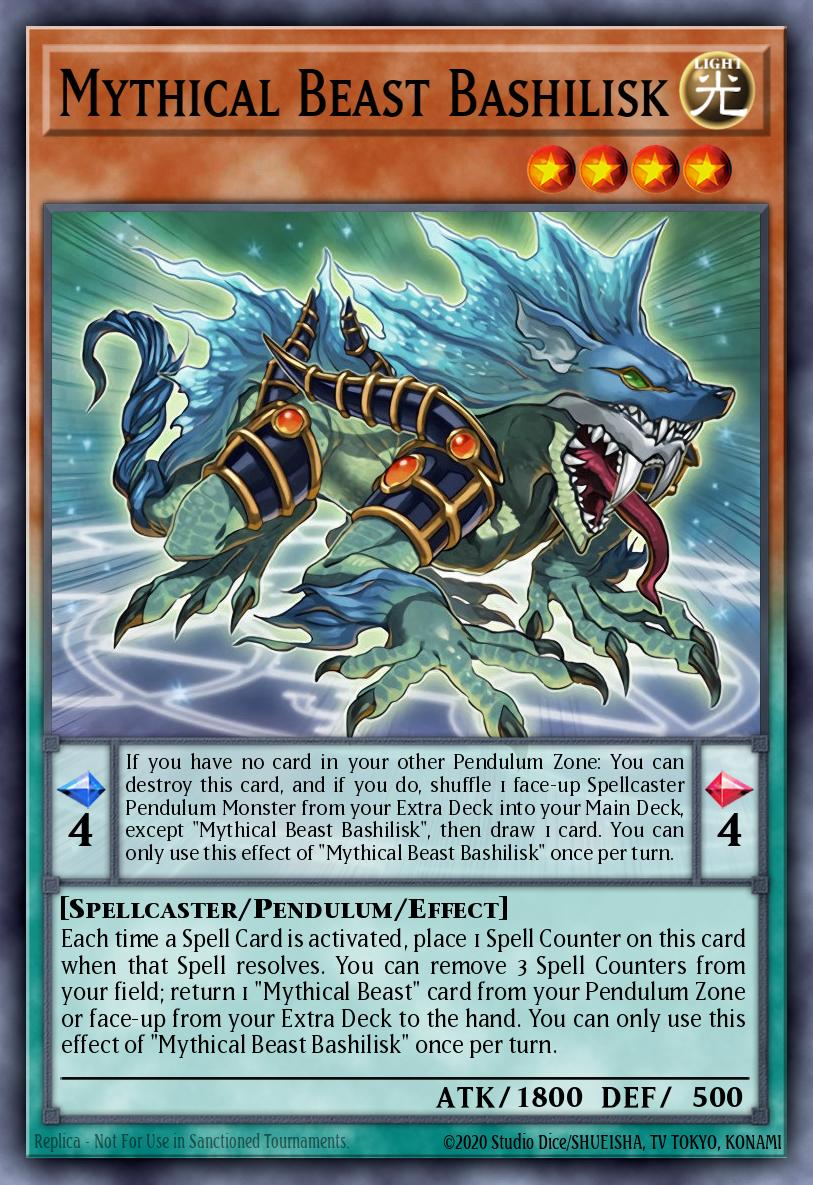 Mythical Beast Bashilisk
LIGHT
光
If you have no card in your other Pendulum Zone: You can
destroy this card, and if you do, shuffle 1 face-up Spellcaster
Pendulum Monster from your Extra Deck into your Main Deck,
except "Mythical Beast Bashilisk", then draw 1 card. You can
only use this effect of "Mythical Beast Bashilisk" once per turn.
4
4
[Spellcaster/Pendulum/Effect]
Each time a Spell Card is activated, place 1 Spell Counter on this card
when that Spell resolves. You can remove 3 Spell Counters from
your field; return 1 "Mythical Beast" card from your Pendulum Zone
or face-up from your Extra Deck to the hand. You can only use this
effect of "Mythical Beast Bashilisk" once per turn.
ATK/1800 DEF/ 500
Replica - Not For Use in Sanctioned Tournaments.
©2020 Studio Dice/SHUEISHA, TV TOKYO, KONAMI